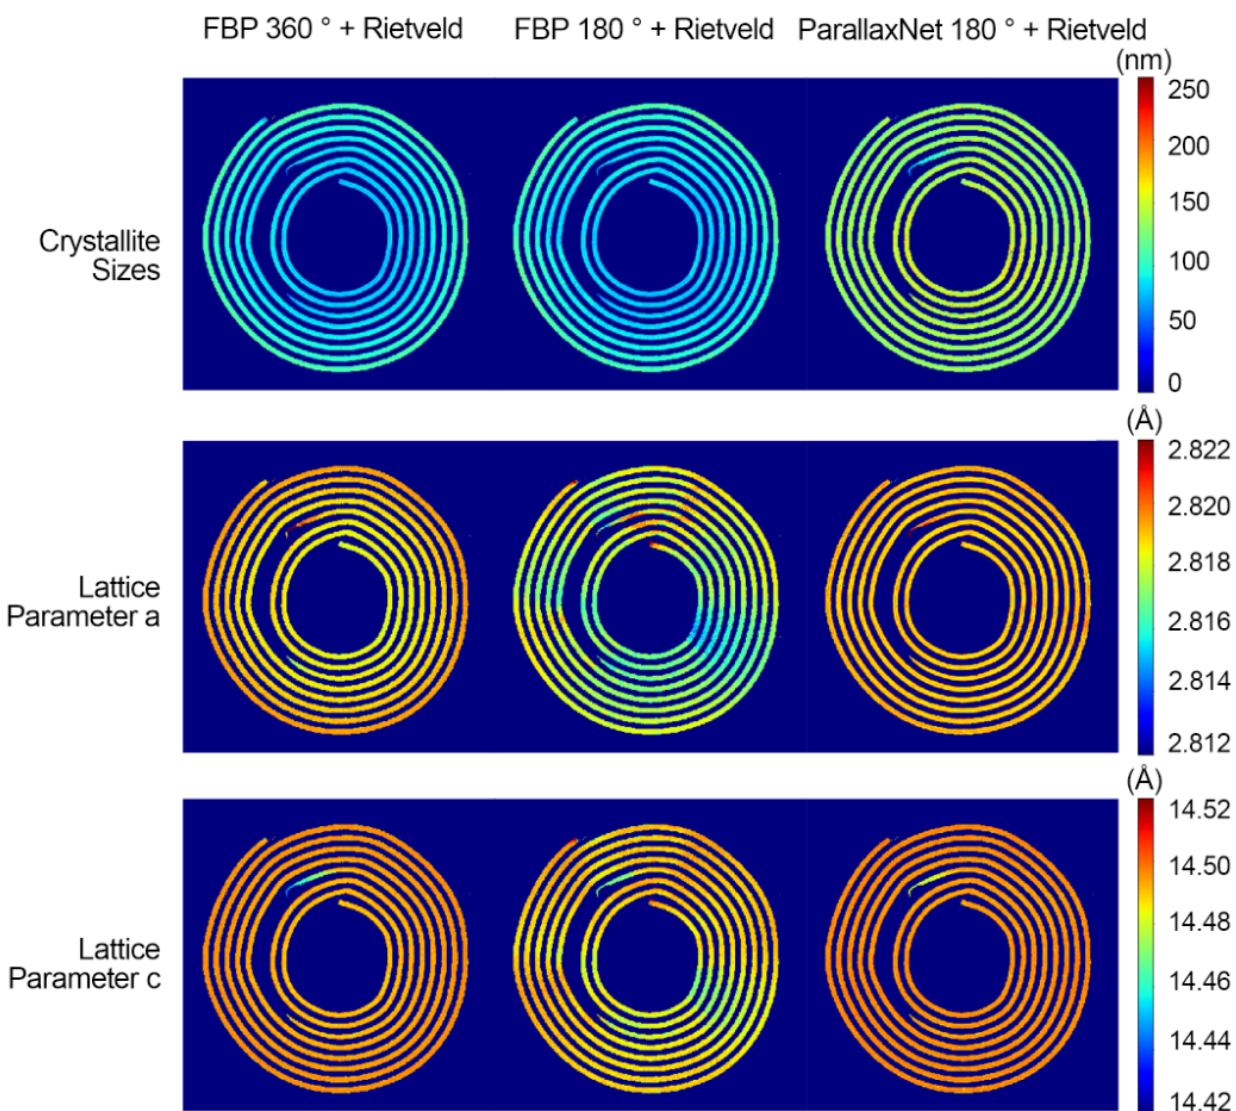 FBP 360 ° + Rietveld FBP 180 ° + Rietveld ParallaxNet 180 ° + Rietveld
(nm)
250
200
150
100
50
0
Crystallite
Sizes
(Å)
2.822
2.820
2.818
2.816
2.814
2.812
Lattice
Parameter a
(Å)
14.52
14.50
14.48
14.46
14.44
14.42
Lattice
Parameter c